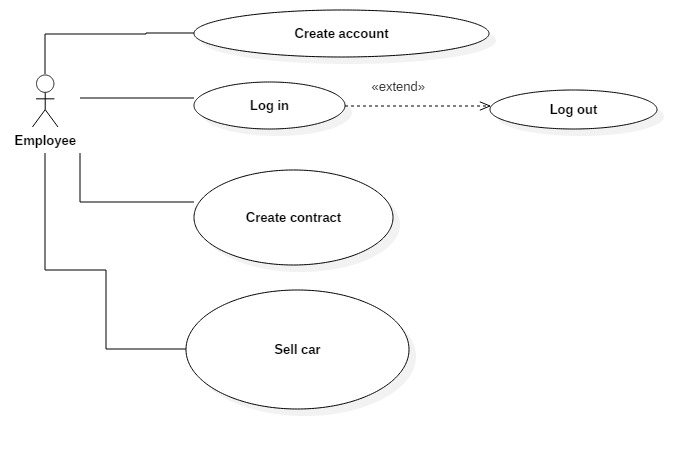 Create account
«extend»
Log in
Log out
Employee
Create contract
Sell car